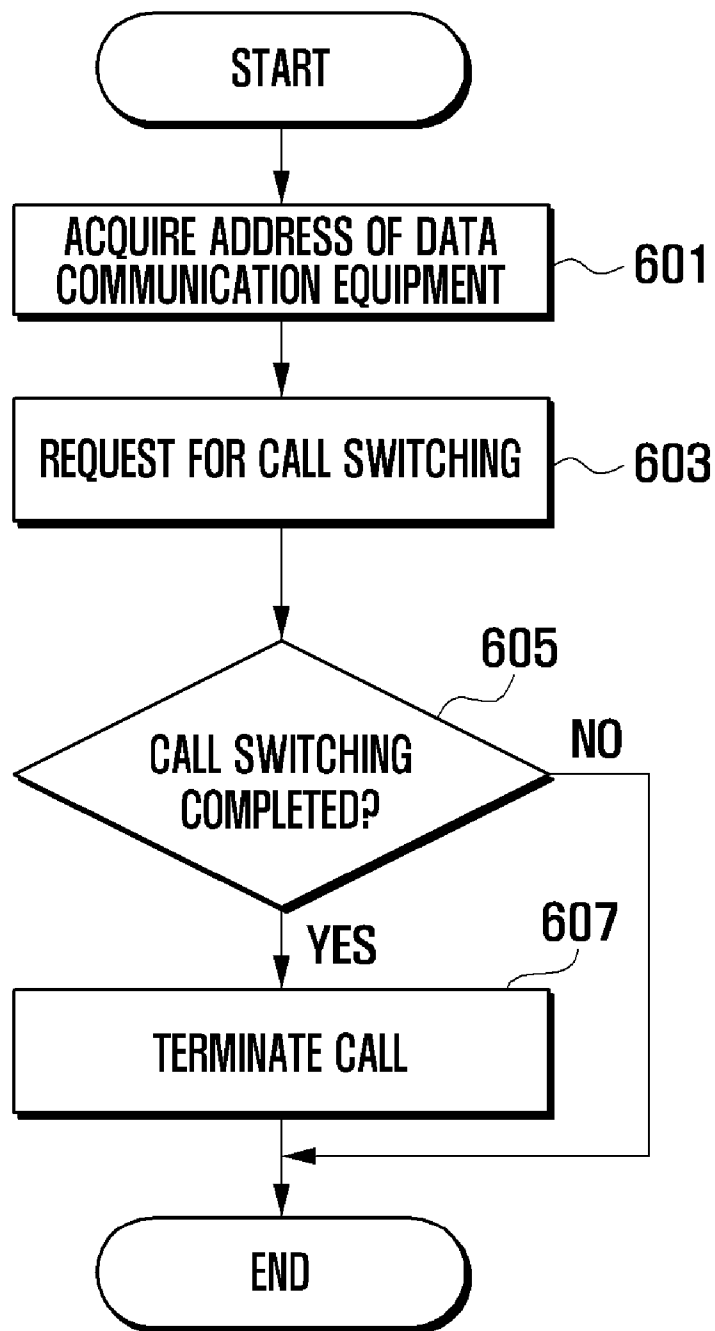 START
ACQUIRE ADDRESS OF DATA
COMMUNICATION EQUIPMENT
601
REQUEST FOR CALL SWITCHING
603
605
CALL SWITCHING
COMPLETED?
NO
YES
607
TERMINATE CALL
END